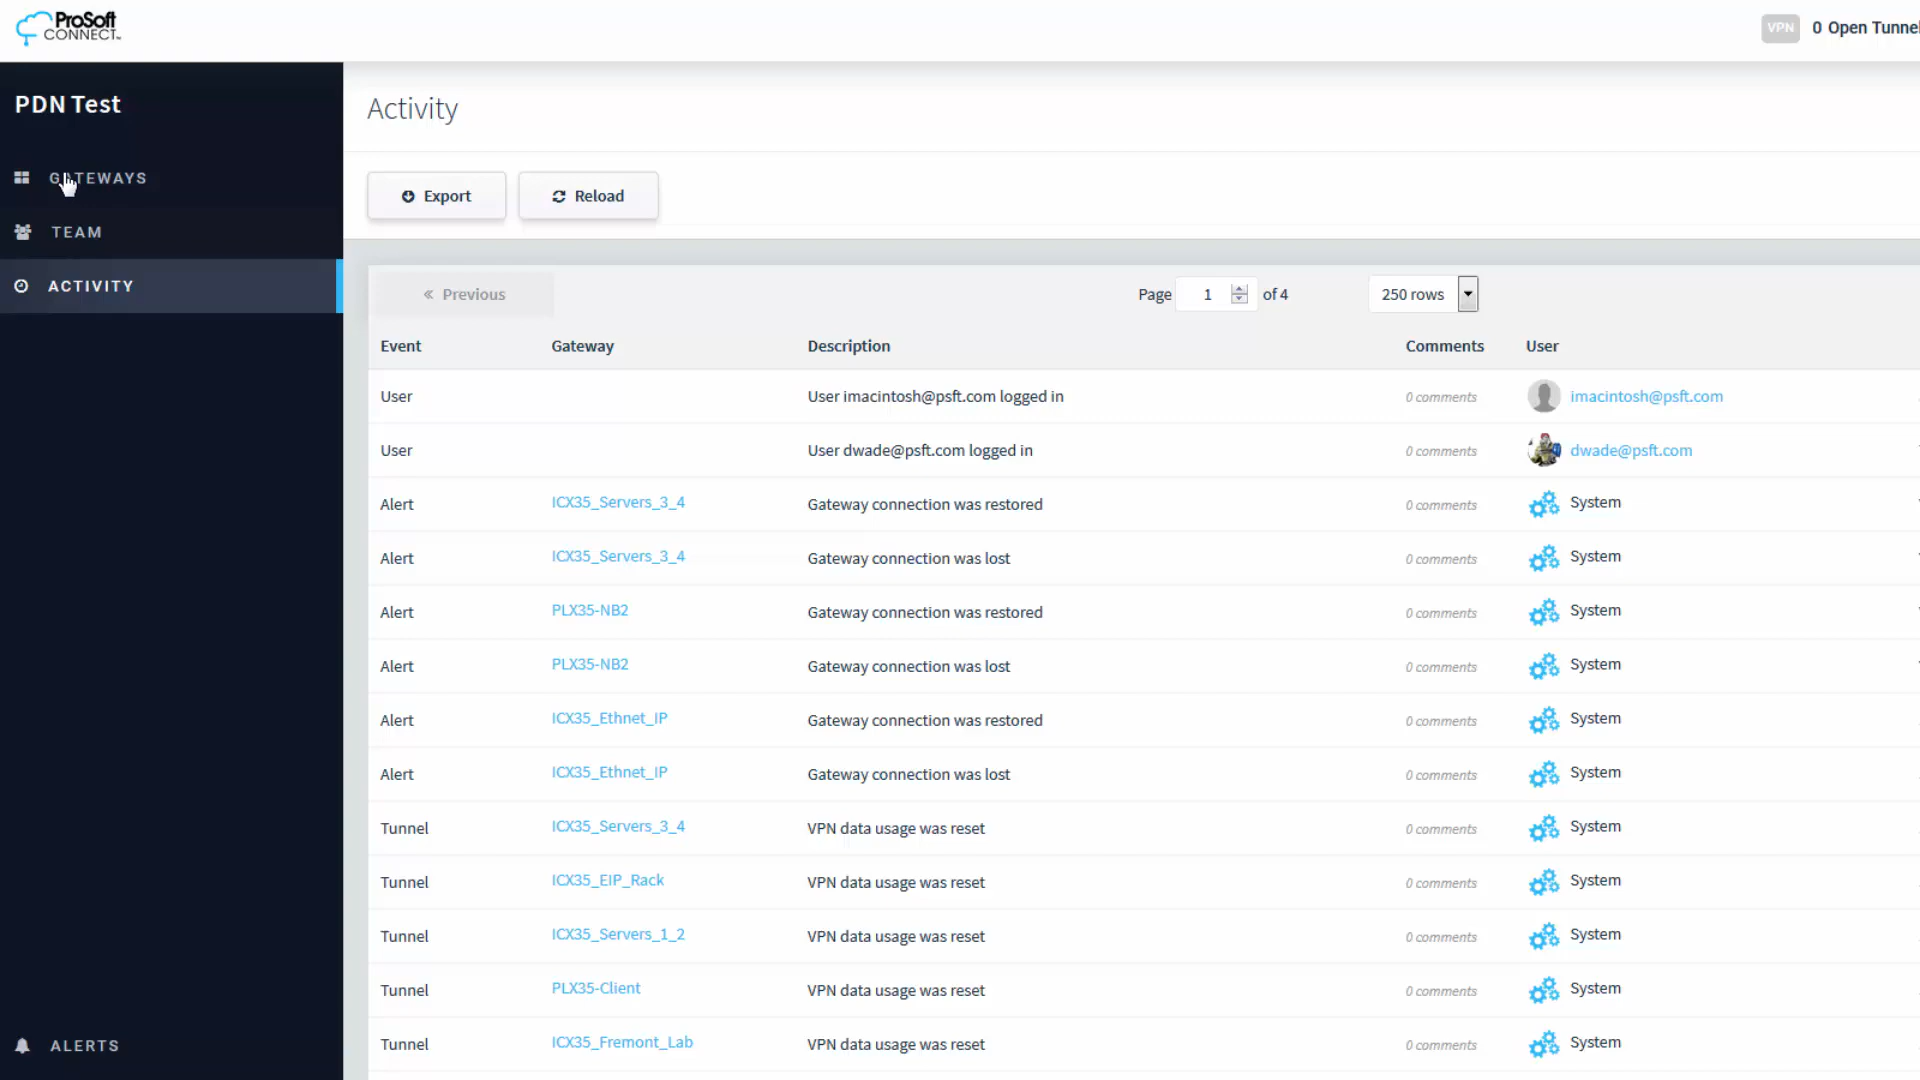 ProSoft
CONNECT
VPN 0 Open Tunnel
PDN Test
GATEWAYS
TEAM
ACTIVITY
ALERTS
Activity
Export Reload
« Previous Page 1 of 4 250 rows
Event Gateway Description Comments User
User User imacintosh@psft.com logged in 0 comments imacintosh@psft.com
User User dwade@psft.com logged in 0 comments dwade@psft.com
Alert ICX35_Servers_3_4 Gateway connection was restored 0 comments System
Alert ICX35_Servers_3_4 Gateway connection was lost 0 comments System
Alert PLX35-NB2 Gateway connection was restored 0 comments System
Alert PLX35-NB2 Gateway connection was lost 0 comments System
Alert ICX35_Ethnet_IP Gateway connection was restored 0 comments System
Alert ICX35_Ethnet_IP Gateway connection was lost 0 comments System
Tunnel ICX35_Servers_3_4 VPN data usage was reset 0 comments System
Tunnel ICX35_EIP_Rack VPN data usage was reset 0 comments System
Tunnel ICX35_Servers_1_2 VPN data usage was reset 0 comments System
Tunnel PLX35-Client VPN data usage was reset 0 comments System
Tunnel ICX35_Fremont_Lab VPN data usage was reset 0 comments System